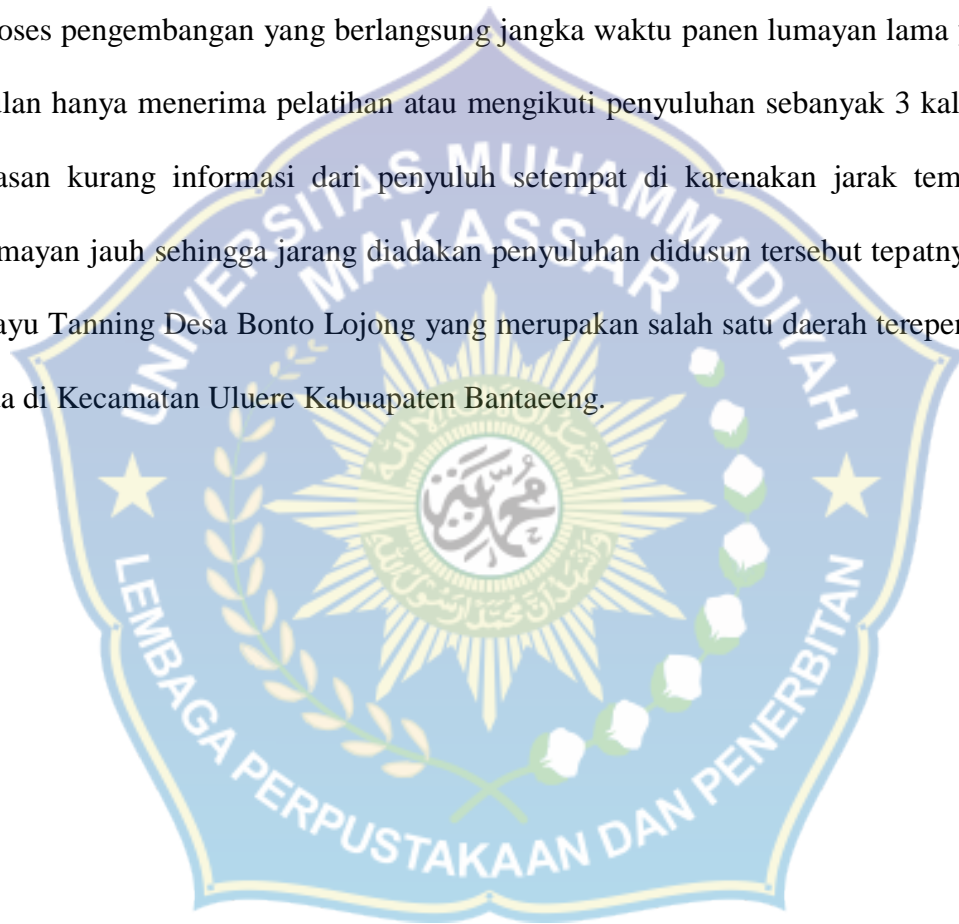 oses pengembangan yang berlangsung jangka waktu panen lumayan lama
lan hanya menerima pelatihan atau mengikuti penyuluhan sebanyak 3 kal
asan kurang informasi dari penyuluh setempat di karenakan jarak tem
mayan jauh sehingga jarang diadakan penyuluhan didusun tersebut tepatny
ayu Tanning Desa Bonto Lojong yang merupakan salah satu daerah tereper
a di Kecamatan Uluere Kabuapaten Bantaeeng.
UNIVERSITAS MUHAMMADIYAH
MAKASSAR
محمد
LEMBAGA PERPUSTAKAAN DAN PENERBITAN